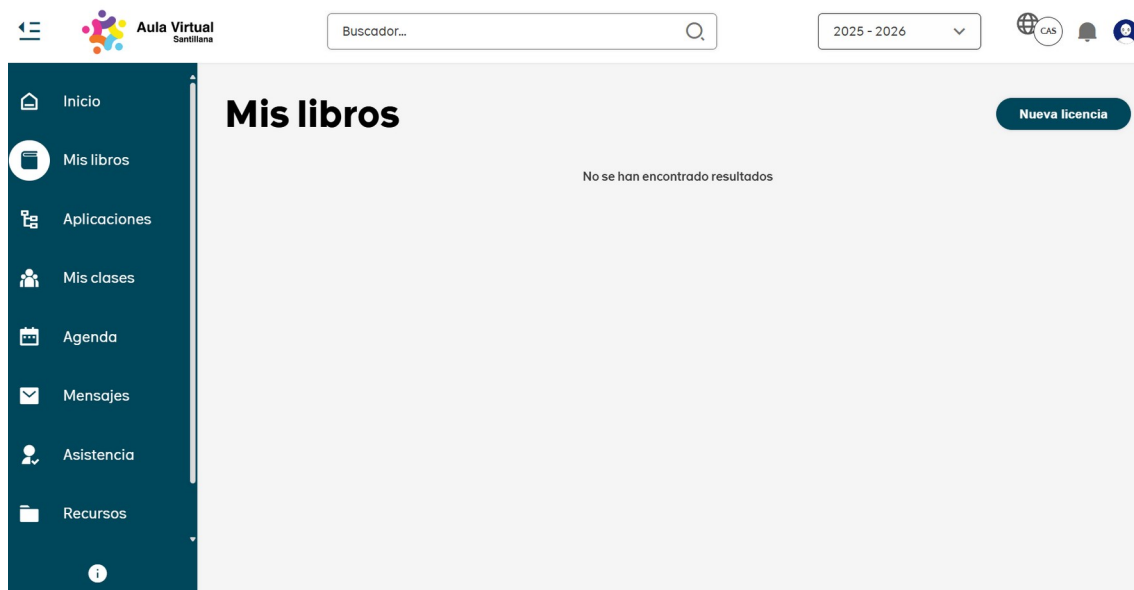 Aula Virtual
Santillana
Buscador...
2025 - 2026
CAS
Inicio
Mis libros
Aplicaciones
Mis clases
Agenda
Mensajes
Asistencia
Recursos
Mis libros
Nueva licencia
No se han encontrado resultados